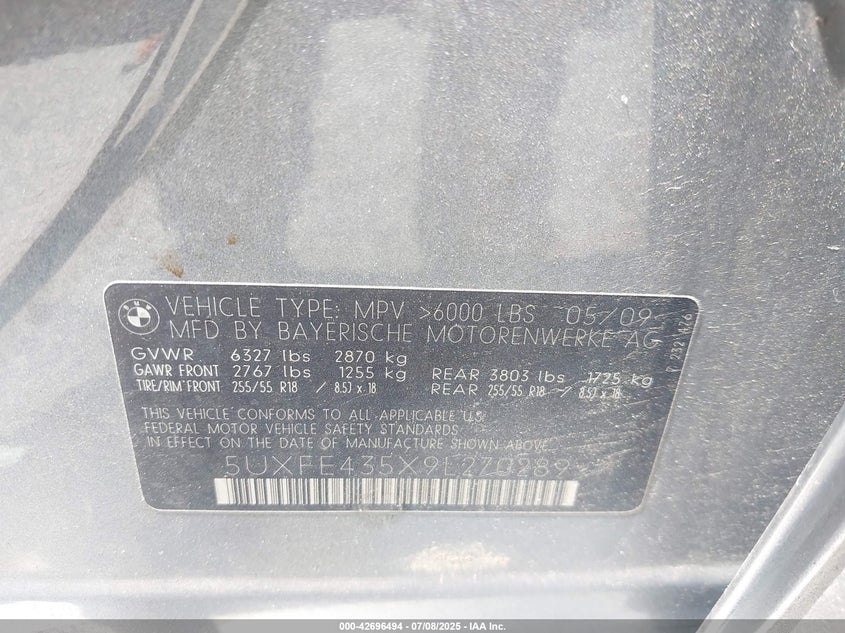 BMW
VEHICLE TYPE: MPV >6000 LBS 05/09
MFD BY BAYERISCHE MOTORENWERKE AG
GVWR 6327 lbs 2870 kg
GAWR FRONT 2767 lbs 1255 kg REAR 3803 lbs 1725 kg
TIRE/RIM FRONT 255/55 R18 / 8.5J x 18 REAR 255/55 R18 / 8.5J x 18
THIS VEHICLE CONFORMS TO ALL APPLICABLE U.S.
FEDERAL MOTOR VEHICLE SAFETY STANDARDS
IN EFFECT ON THE DATE OF MANUFACTURE SHOWN ABOVE.
5UXFE435X9L270289
000-42696494 - 07/08/2025 - IAA Inc.